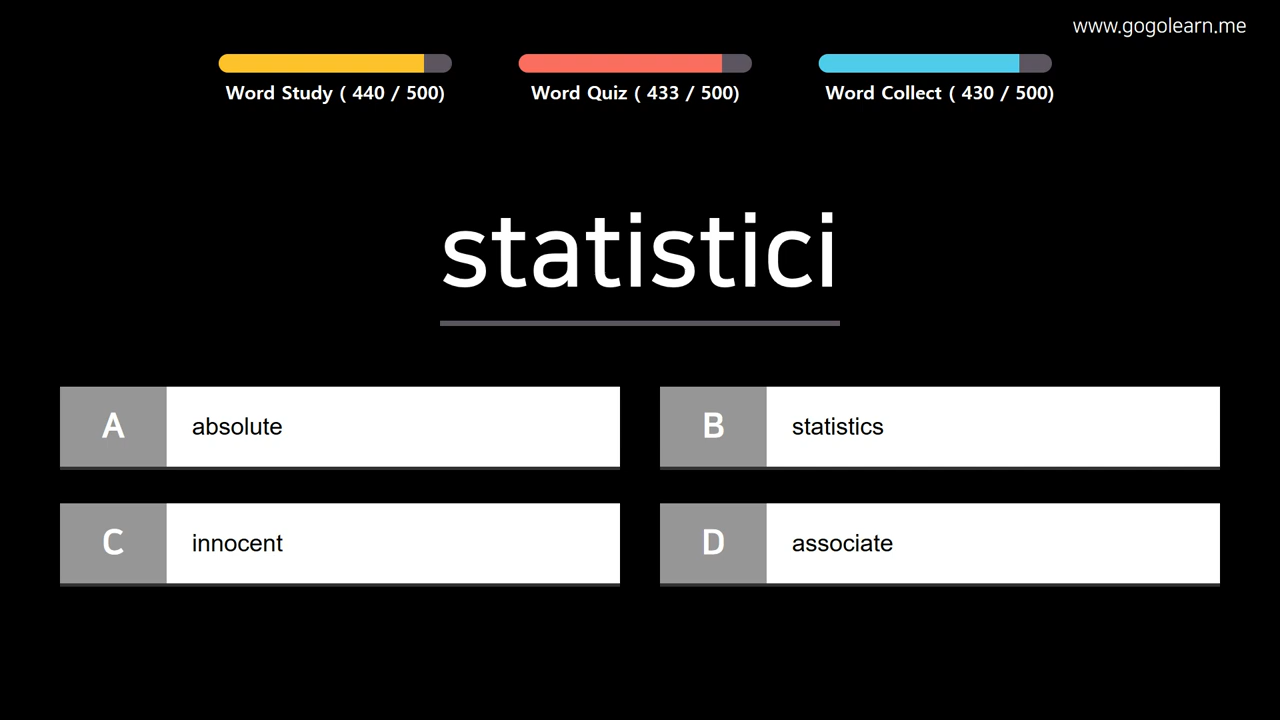 www.gogolearn.me
Word Study ( 440 / 500)
Word Quiz ( 433 / 500)
Word Collect ( 430 / 500)
statistici
A
absolute
B
statistics
C
innocent
D
associate